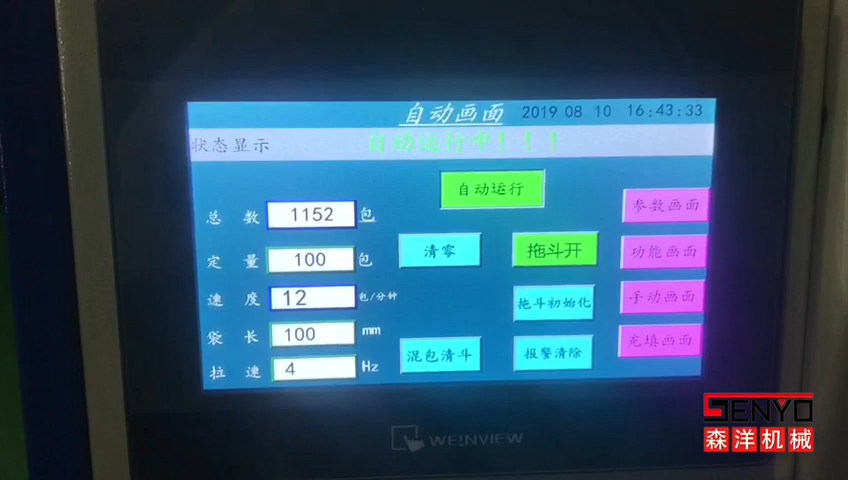 自动画面 2019 08 10 16:43:33
状态显示 自动运行中！！！
自动运行
总 数 1152 包
清零 拖斗开
参数画面
定 量 100 包
功能画面
速 度 12 包/分钟
拖斗初始化
手动画面
袋 长 100 mm
混包清斗 报警清除
充填画面
拉 速 4 Hz
WEINVIEW
SENYO
森洋机械